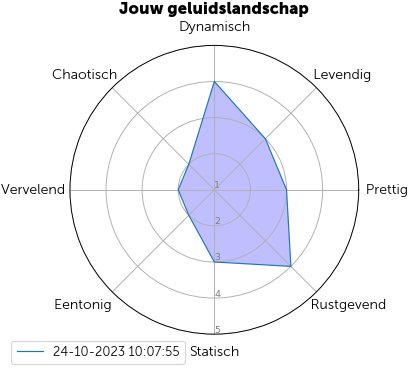 Jouw geluidslandschap
Dynamisch
Chaotisch
Levendig
Vervelend
Prettig
1
2
3
4
5
Eentonig
Rustgevend
Statisch
24-10-2023 10:07:55